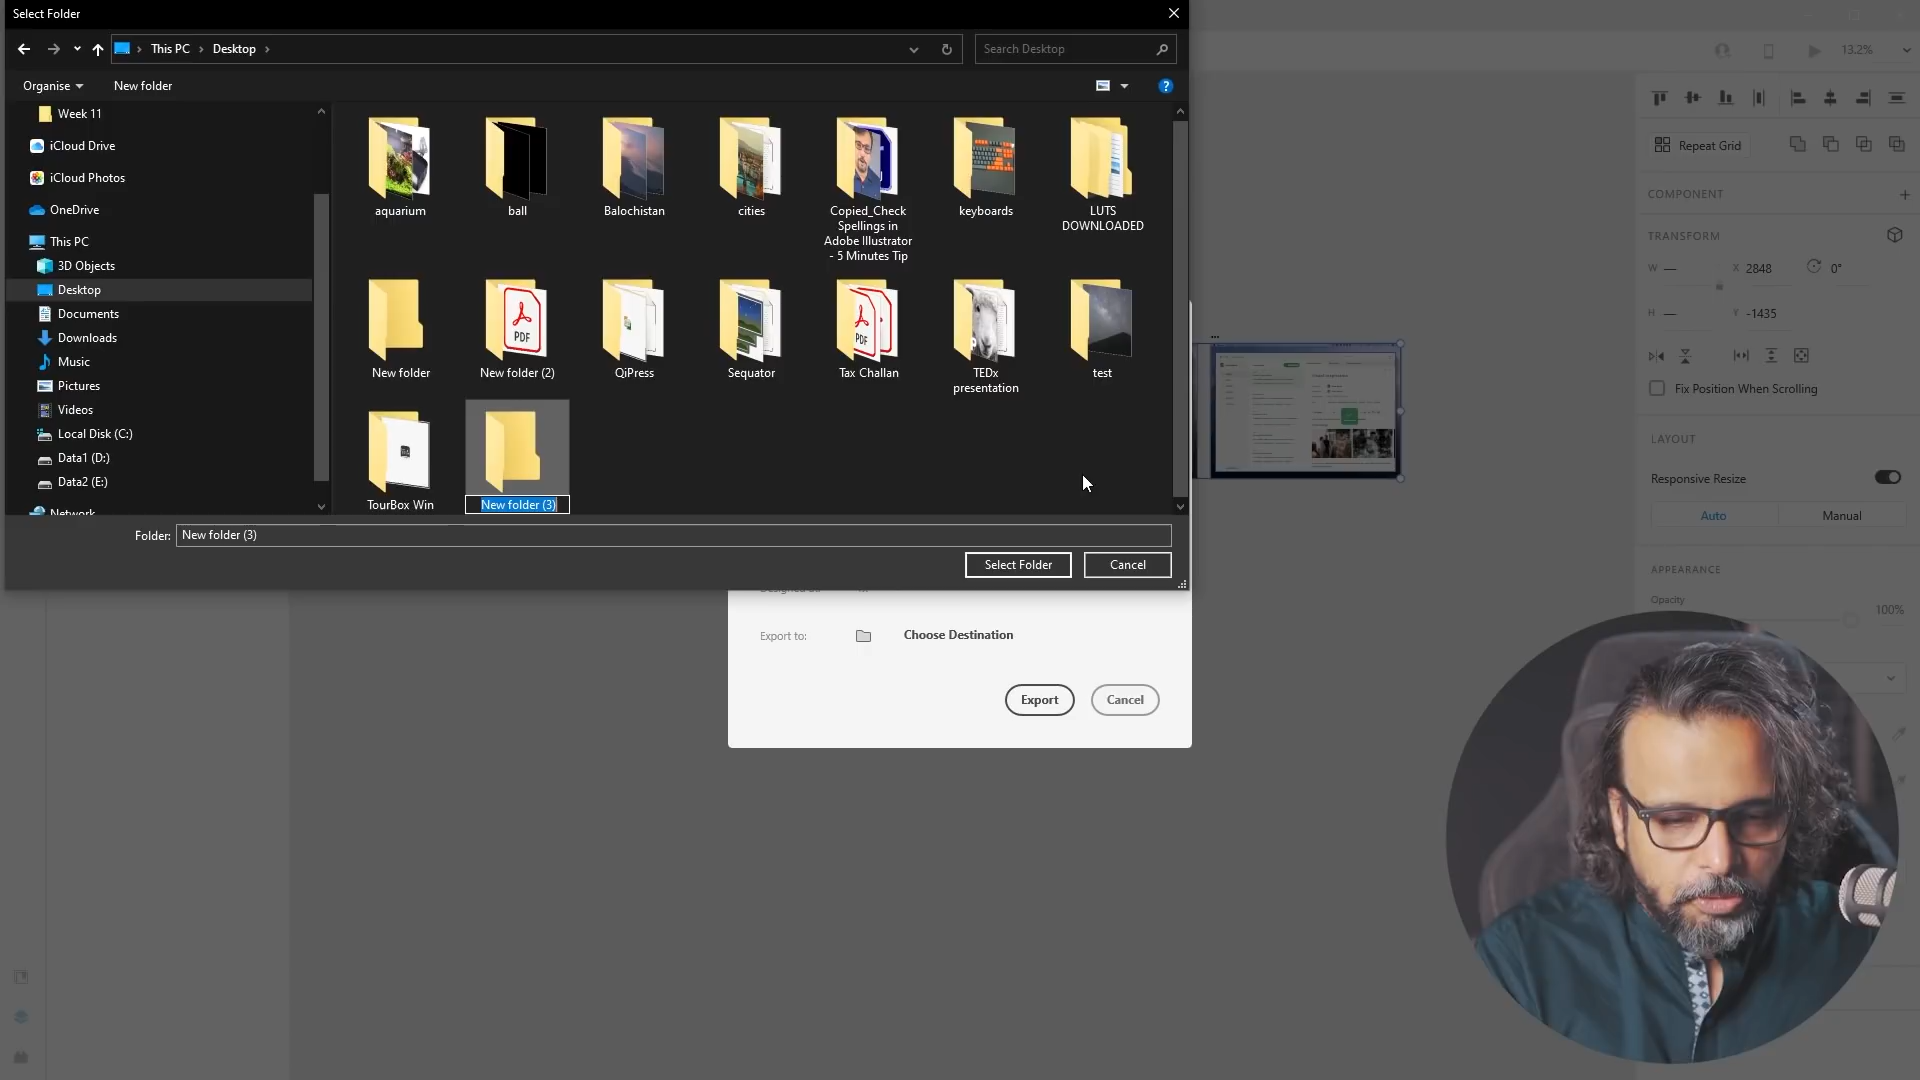 Select Folder
This PC
Desktop
Search Desktop
13.2%
Organise
New folder
Week 11
iCloud Drive
iCloud Photos
OneDrive
This PC
3D Objects
Desktop
Documents
Downloads
Music
Pictures
Videos
Local Disk (C:)
Data1 (D:)
Data2 (E:)
Network
aquarium
ball
Balochistan
cities
Copied_Check
Spellings in
Adobe Illustrator
- 5 Minutes Tip
keyboards
LUTS
DOWNLOADED
New folder
New folder (2)
PDF
QiPress
Sequator
Tax Challan
PDF
TEDx
presentation
test
TourBox Win
New folder (3)
Folder:
New folder (3)
Select Folder
Cancel
Export to:
Choose Destination
Export
Cancel
Repeat Grid
COMPONENT
TRANSFORM
W —
X 2848
0°
H —
Y -1435
Fix Position When Scrolling
LAYOUT
Responsive Resize
Auto
Manual
APPEARANCE
Opacity
100%